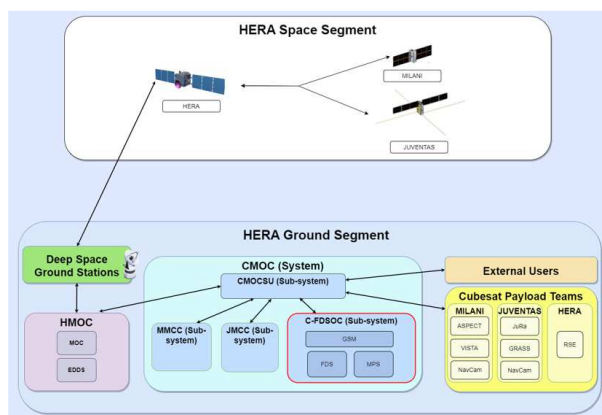 HERA Space Segment
HERA
MILANI
JUVENTAS
HERA Ground Segment
Deep Space
Ground Stations
HMOC
MOC
EDDS
CMOC (System)
CMOCSU (Sub-system)
MMCC (Sub-
system)
JMCC (Sub-
system)
C-FDSOC (Sub-system)
GSM
FDS
MPS
External Users
Cubesat Payload Teams
MILANI
ASPECT
VISTA
NavCam
JUVENTAS
JuRa
GRASS
NavCam
HERA
RSE